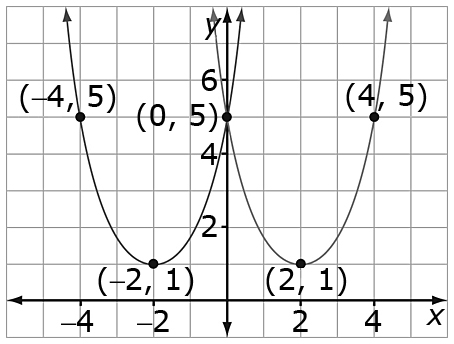 y
6
(–4, 5) (4, 5)
(0, 5)
4
2
(–2, 1) (2, 1)
x
–4 –2 2 4